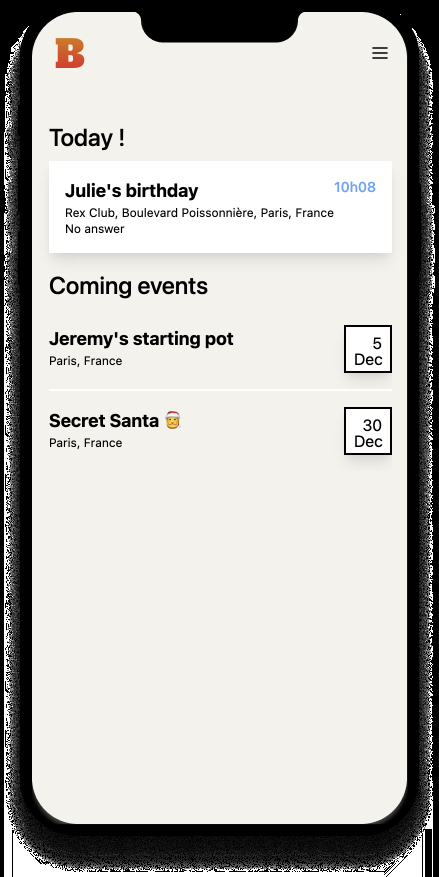 B
Today !
Julie's birthday
10h08
Rex Club, Boulevard Poissonnière, Paris, France
No answer
Coming events
Jeremy's starting pot
Paris, France
5
Dec
Secret Santa 🎅
Paris, France
30
Dec